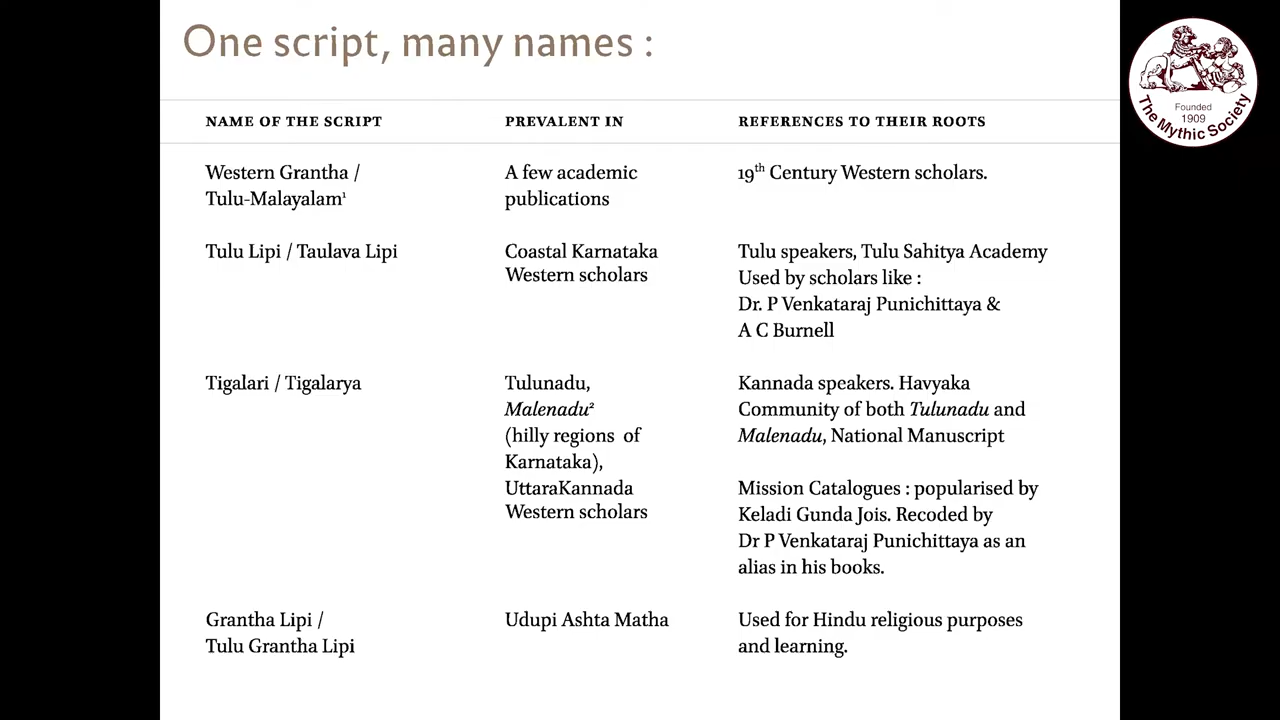 One script, many names :
NAME OF THE SCRIPT
PREVALENT IN
REFERENCES TO THEIR ROOTS
Western Grantha /
Tulu-Malayalam¹
A few academic
publications
19th Century Western scholars.
Tulu Lipi / Taulava Lipi
Coastal Karnataka
Western scholars
Tulu speakers, Tulu Sahitya Academy
Used by scholars like :
Dr. P Venkataraj Punichittaya &
A C Burnell
Tigalari / Tigalarya
Tulunadu,
Malenadu²
(hilly regions of
Karnataka),
UttaraKannada
Western scholars
Kannada speakers. Havyaka
Community of both Tulunadu and
Malenadu, National Manuscript
Mission Catalogues : popularised by
Keladi Gunda Jois. Recoded by
Dr P Venkataraj Punichittaya as an
alias in his books.
Grantha Lipi /
Tulu Grantha Lipi
Udupi Ashta Matha
Used for Hindu religious purposes
and learning.
Founded
1909
The Mythic Society